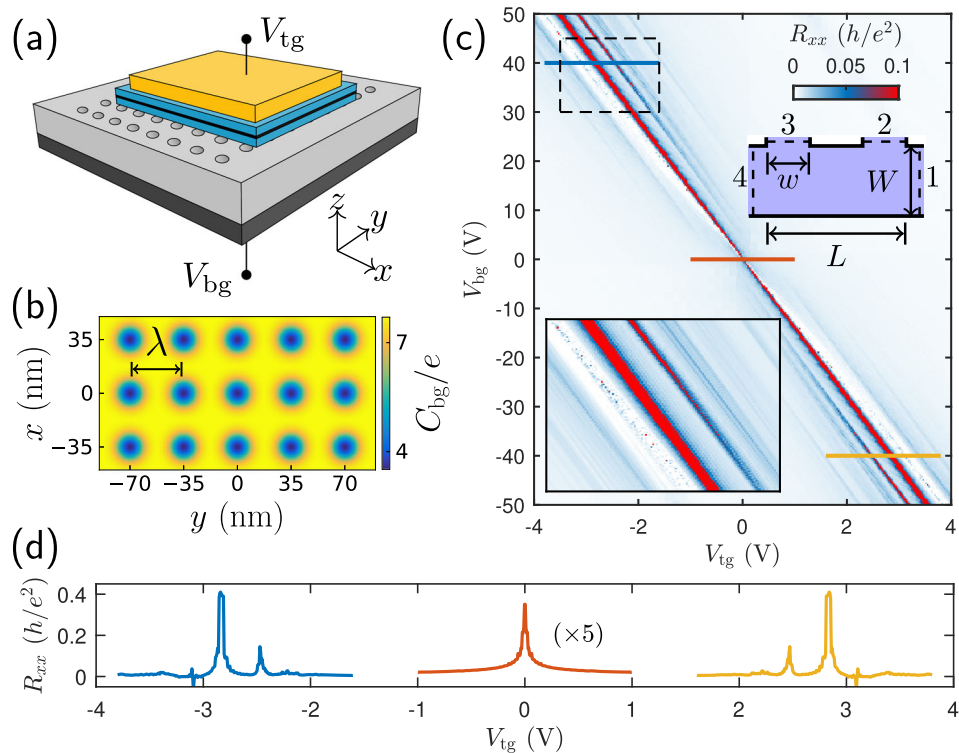 (a)
V_tg
V_bg
z
y
x
(b)
x (nm)
35
0
−35
λ
−70 −35 0 35 70
y (nm)
7
4
C_bg/e
(c)
V_bg (V)
50
40
30
20
10
0
-10
-20
-30
-40
-50
-4 -2 0 2 4
V_tg (V)
R_xx (h/e²)
0 0.05 0.1
3 2
4 w W 1
L
(d)
R_xx (h/e²)
0.4
0.2
0
(×5)
-4 -3 -2 -1 0 1 2 3 4
V_tg (V)